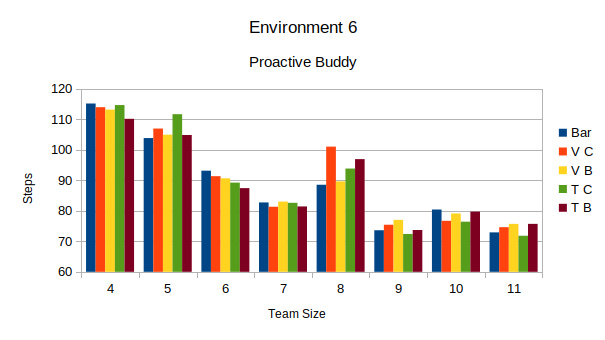 Environment 6
Proactive Buddy
120
110
100
90
80
70
60
Steps
4 5 6 7 8 9 10 11
Team Size
Bar
V C
V B
T C
T B